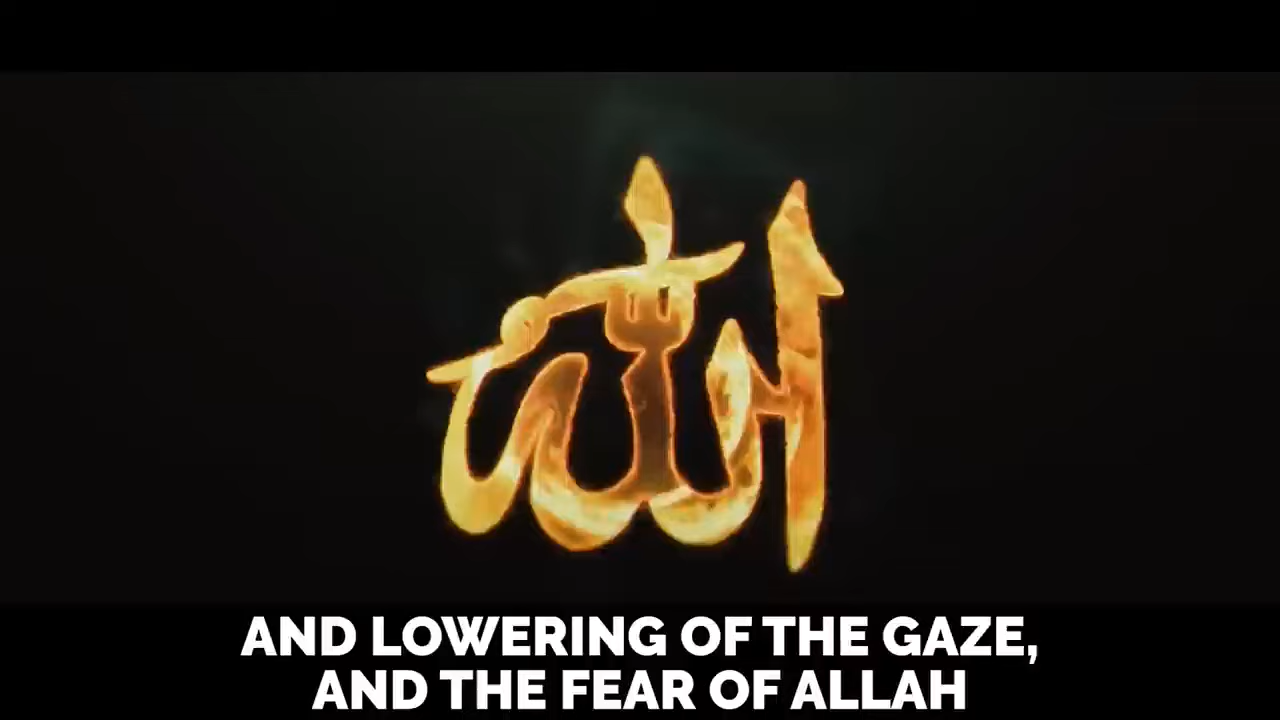 الله
AND LOWERING OF THE GAZE,
AND THE FEAR OF ALLAH